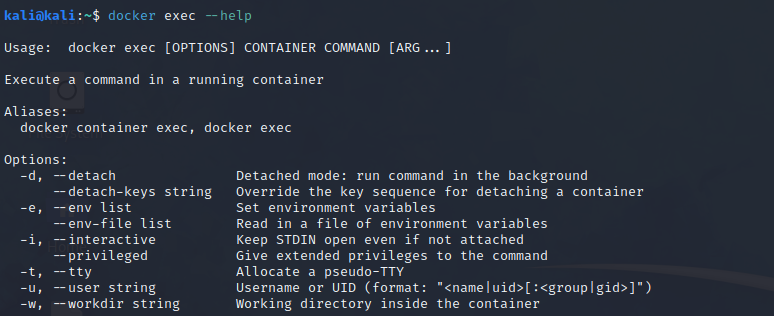 kali@kali:~$ docker exec --help
Usage:  docker exec [OPTIONS] CONTAINER COMMAND [ARG...]
Execute a command in a running container
Aliases:
  docker container exec, docker exec
Options:
  -d, --detach               Detached mode: run command in the background
      --detach-keys string   Override the key sequence for detaching a container
  -e, --env list             Set environment variables
      --env-file list        Read in a file of environment variables
  -i, --interactive          Keep STDIN open even if not attached
      --privileged           Give extended privileges to the command
  -t, --tty                  Allocate a pseudo-TTY
  -u, --user string          Username or UID (format: "<name|uid>[:<group|gid>]")
  -w, --workdir string       Working directory inside the container